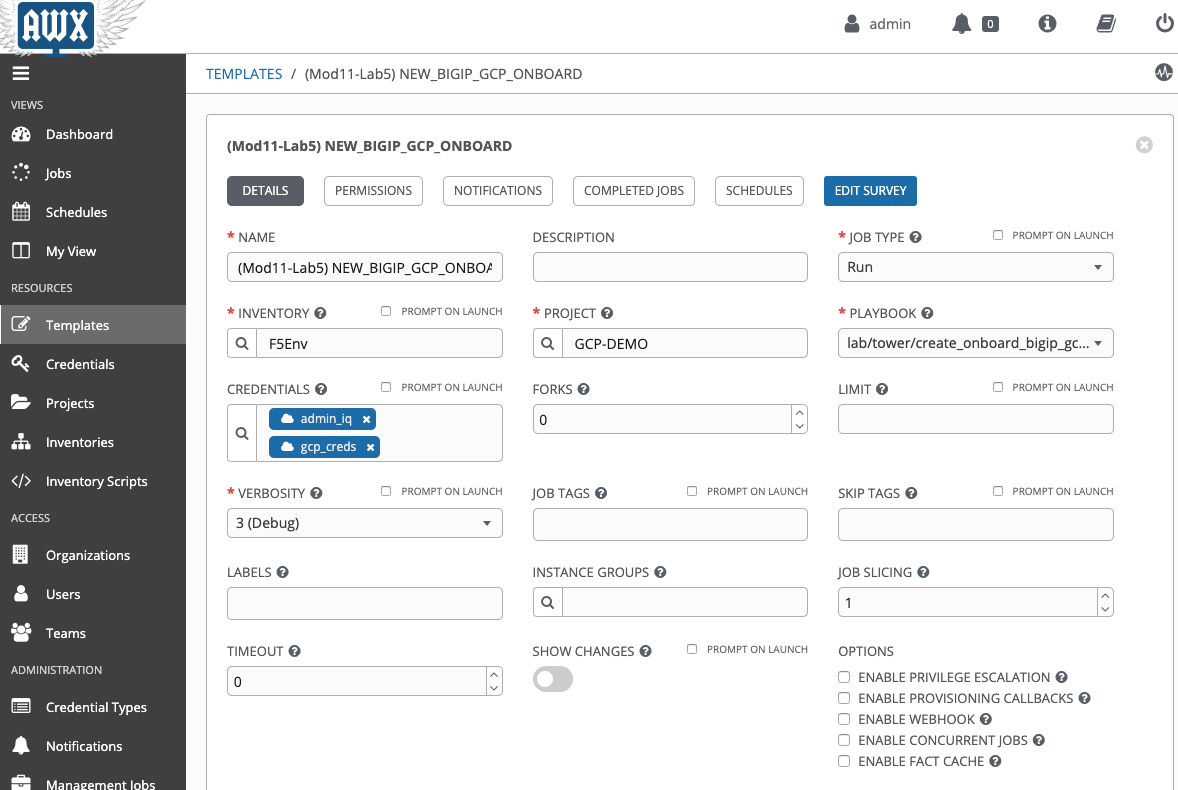 AWX
admin
0
TEMPLATES / (Mod11-Lab5) NEW_BIGIP_GCP_ONBOARD
VIEWS
Dashboard
Jobs
Schedules
My View
RESOURCES
Templates
Credentials
Projects
Inventories
Inventory Scripts
ACCESS
Organizations
Users
Teams
ADMINISTRATION
Credential Types
Notifications
Management Jobs
(Mod11-Lab5) NEW_BIGIP_GCP_ONBOARD
DETAILS PERMISSIONS NOTIFICATIONS COMPLETED JOBS SCHEDULES EDIT SURVEY
* NAME
(Mod11-Lab5) NEW_BIGIP_GCP_ONBOA
DESCRIPTION
* JOB TYPE PROMPT ON LAUNCH
Run
* INVENTORY PROMPT ON LAUNCH
F5Env
* PROJECT
GCP-DEMO
* PLAYBOOK
lab/tower/create_onboard_bigip_gc...
CREDENTIALS PROMPT ON LAUNCH
admin_iq
gcp_creds
FORKS
0
LIMIT PROMPT ON LAUNCH
* VERBOSITY PROMPT ON LAUNCH
3 (Debug)
JOB TAGS PROMPT ON LAUNCH
SKIP TAGS PROMPT ON LAUNCH
LABELS
INSTANCE GROUPS
JOB SLICING
1
TIMEOUT
0
SHOW CHANGES PROMPT ON LAUNCH
OPTIONS
ENABLE PRIVILEGE ESCALATION
ENABLE PROVISIONING CALLBACKS
ENABLE WEBHOOK
ENABLE CONCURRENT JOBS
ENABLE FACT CACHE